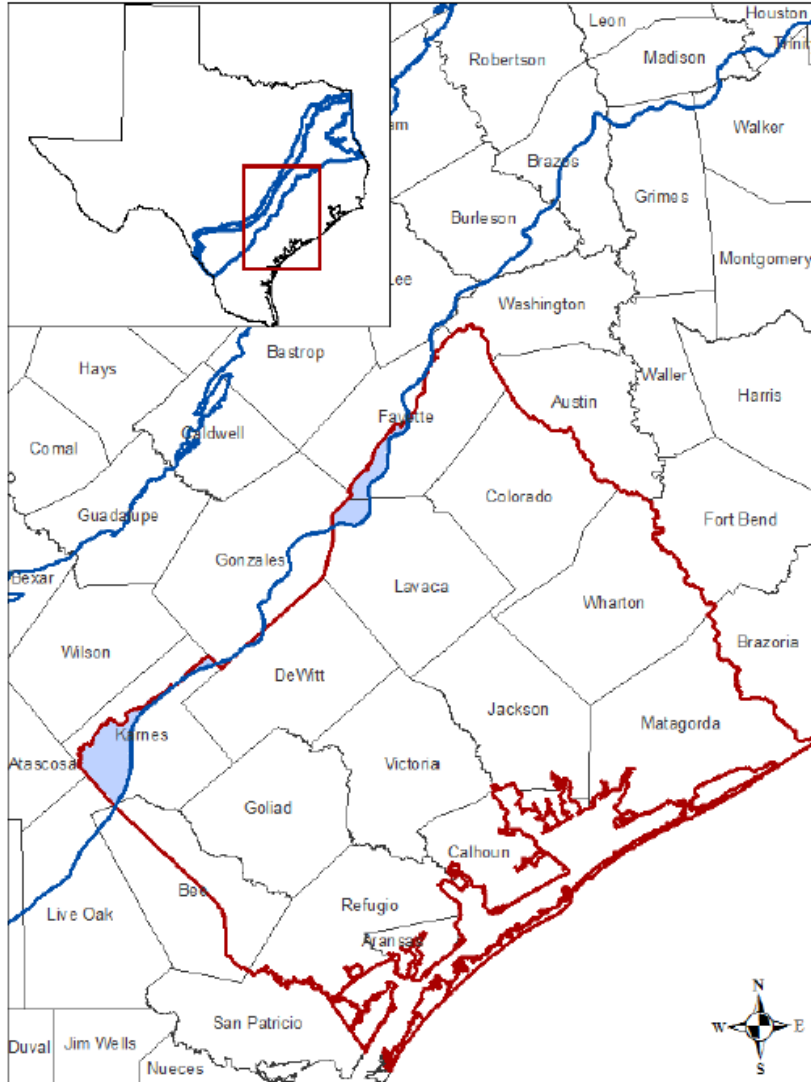 Houston
Leon
Trinit
Robertson
Madison
am
Walker
Brazos
Grimes
Burleson
Montgomery
Lee
Washington
Bastrop
Hays
Waller
Harris
Austin
Fayette
Caldwell
Comal
Colorado
Guadalupe
Fort Bend
Gonzales
Bexar
Lavaca
Wharton
Wilson
Brazoria
DeWitt
Jackson
Matagorda
Karnes
Atascosa
Victoria
Goliad
Calhoun
Bee
Live Oak
Refugio
Aransas
N
W
E
S
San Patricio
Duval
Jim Wells
Nueces